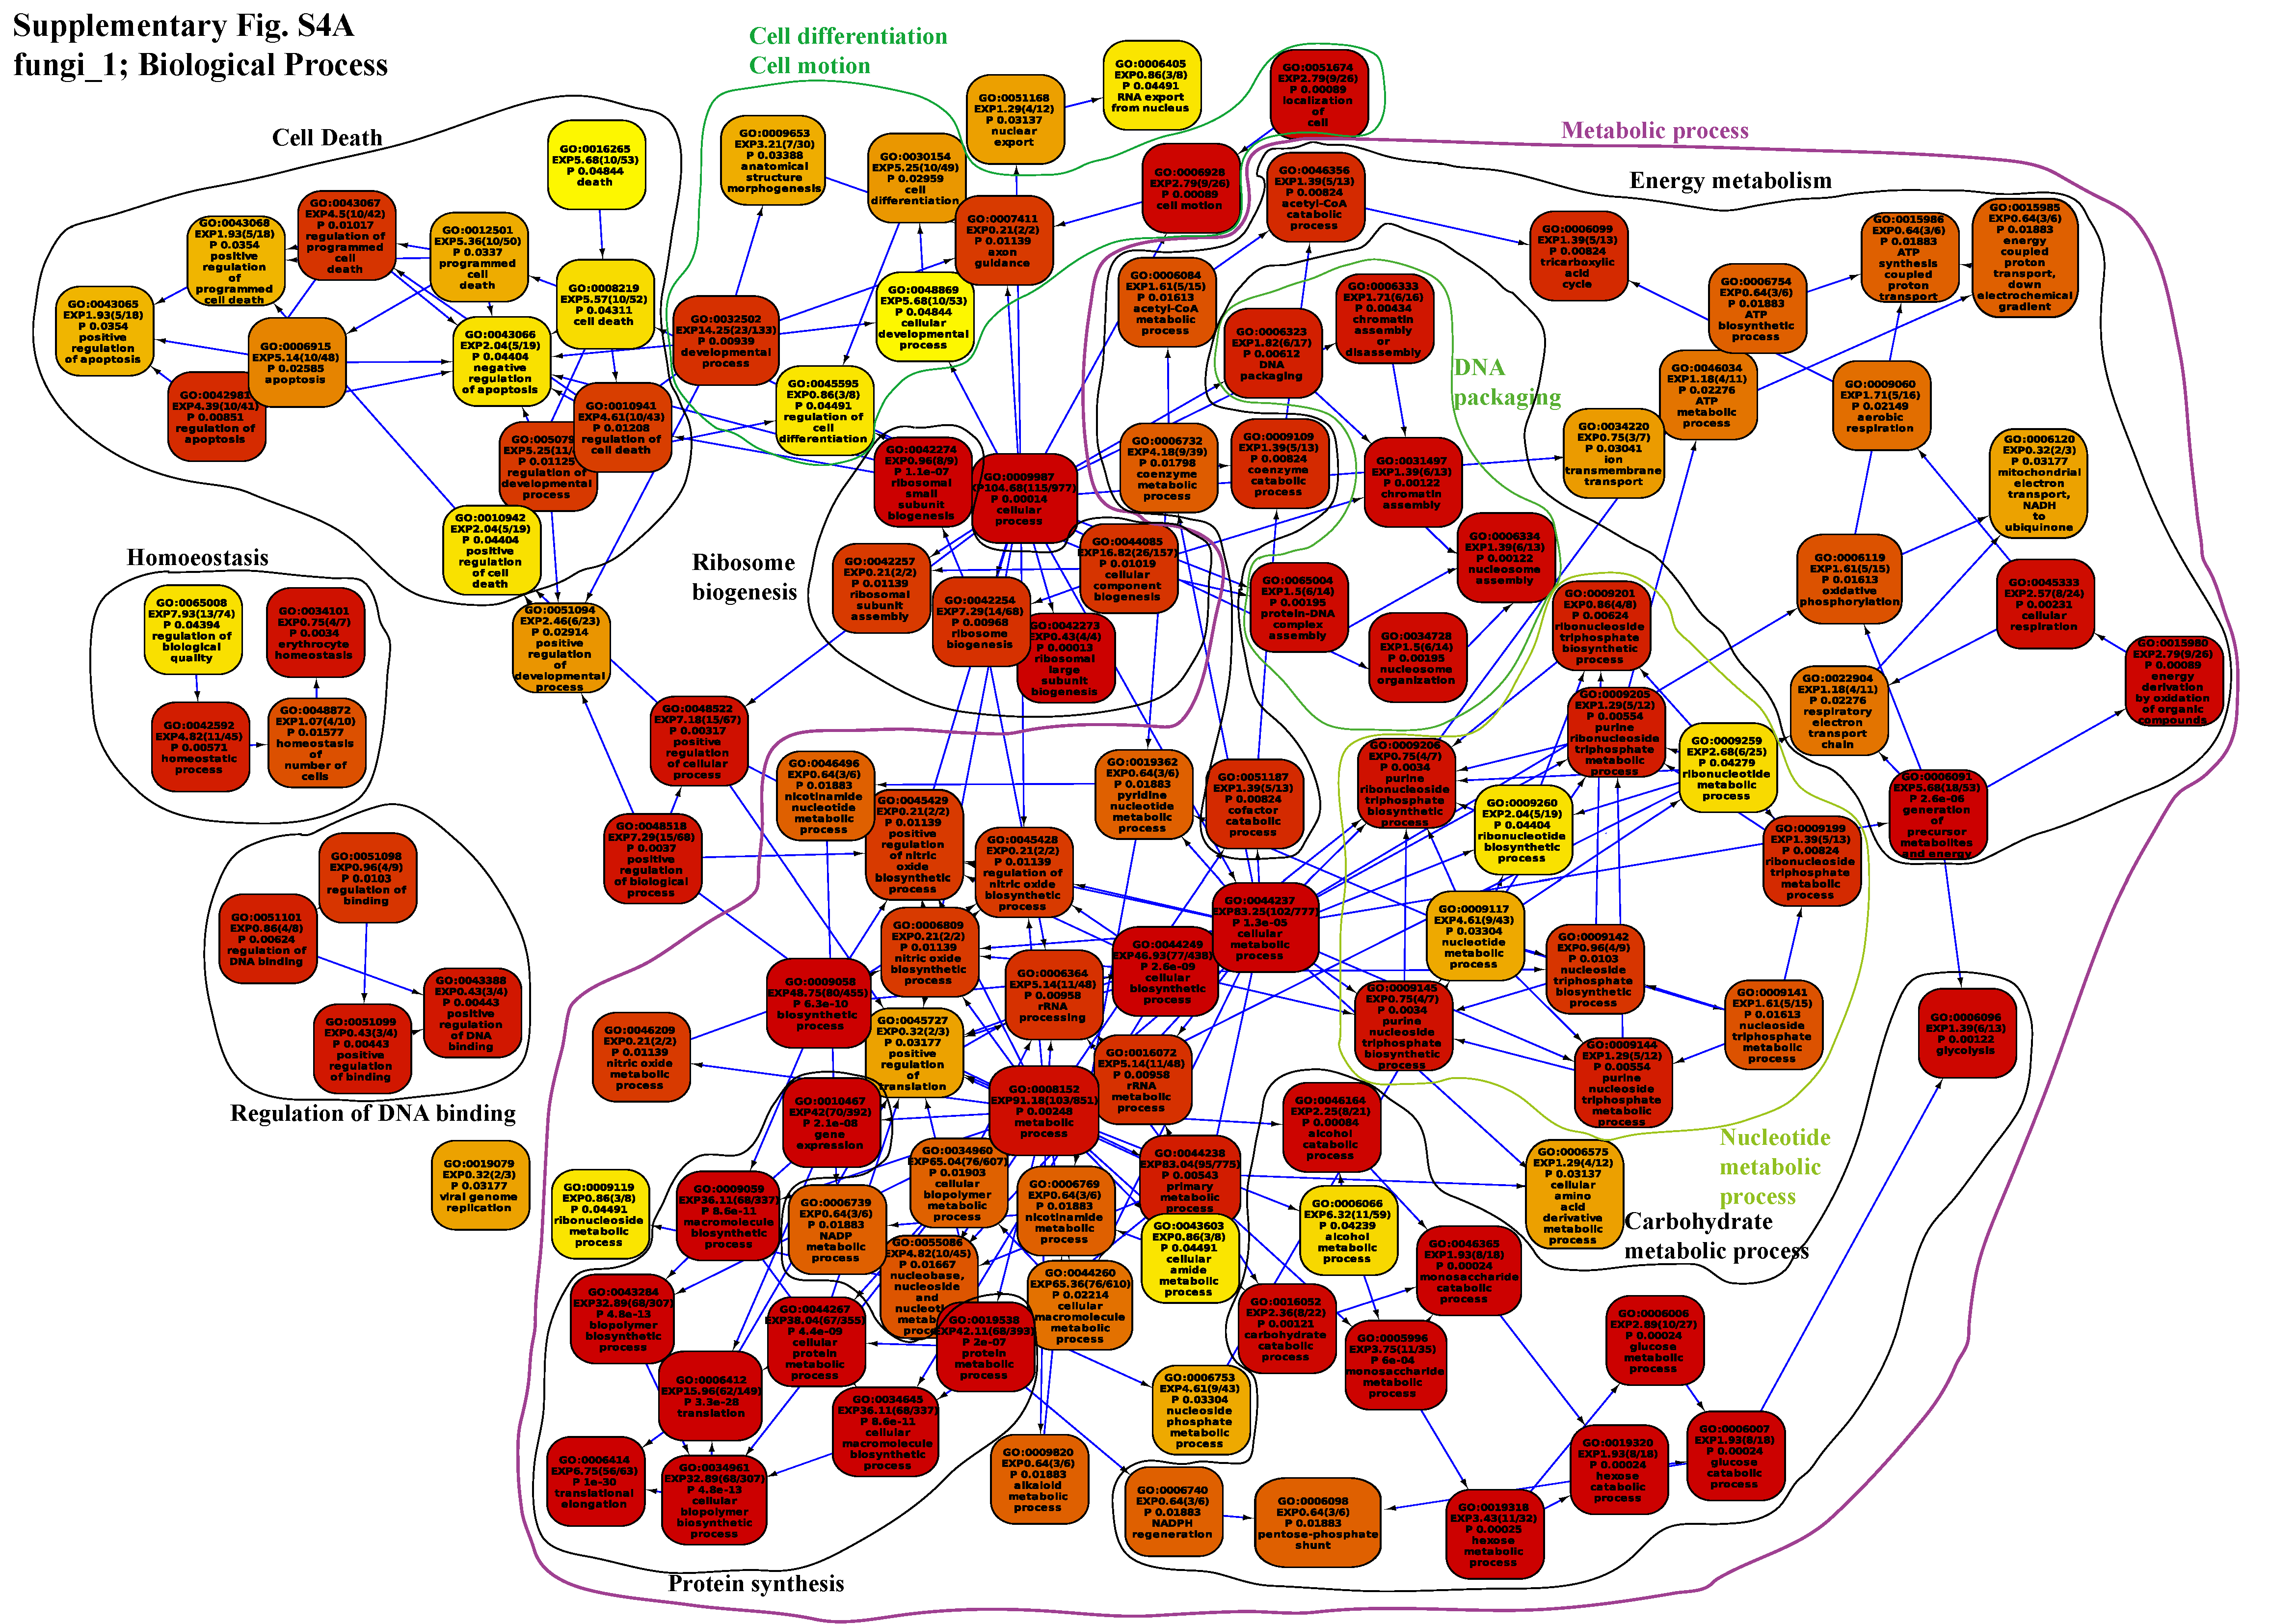 Supplementary Fig. S4A
fungi_1; Biological Process
Cell differentiation
Cell motion
Cell Death
Metabolic process
Energy metabolism
DNA
packaging
Ribosome
biogenesis
Homoeostasis
Regulation of DNA binding
Nucleotide
metabolic
process
Carbohydrate
metabolic process
Protein synthesis
GO:0006405
EXP0.86(3/8)
P 0.04491
RNA export
from nucleus
GO:0051168
EXP1.29(4/12)
P 0.03137
nuclear
export
GO:0051674
EXP2.79(9/26)
P 0.00089
localization
of
cell
GO:0016265
EXP5.68(10/53)
P 0.04844
death
GO:0009653
EXP3.21(7/30)
P 0.03388
anatomical
structure
morphogenesis
GO:0030154
EXP5.25(10/49)
P 0.02959
cell
differentiation
GO:0006928
EXP2.79(9/26)
P 0.00089
cell motion
GO:0046356
EXP1.39(5/13)
P 0.00824
acetyl-CoA
catabolic
process
GO:0043068
EXP1.93(5/18)
P 0.0354
positive
regulation
of
programmed
cell death
GO:0043067
EXP4.5(10/42)
P 0.01017
regulation of
programmed
cell
death
GO:0012501
EXP5.36(10/50)
P 0.0337
programmed
cell
death
GO:0007411
EXP0.21(2/2)
P 0.01139
axon
guidance
GO:0006099
EXP1.39(5/13)
P 0.00824
tricarboxylic
acid
cycle
GO:0015986
EXP0.64(3/6)
P 0.01883
ATP
synthesis
coupled
proton
transport
GO:0015985
EXP0.64(3/6)
P 0.01883
energy
coupled
proton
transport,
down
electrochemical
gradient
GO:0043065
EXP1.93(5/18)
P 0.0354
positive
regulation
of apoptosis
GO:0006915
EXP5.14(10/48)
P 0.02585
apoptosis
GO:0043066
EXP2.04(5/19)
P 0.04404
negative
regulation
of apoptosis
GO:0008219
EXP5.57(10/52)
P 0.04311
cell death
GO:0032502
EXP14.25(23/133)
P 0.00939
developmental
process
GO:0048869
EXP5.68(10/53)
P 0.04844
cellular
developmental
process
GO:0006084
EXP1.61(5/15)
P 0.01613
acetyl-CoA
metabolic
process
GO:0006323
EXP1.82(6/17)
P 0.00612
DNA
packaging
GO:0006333
EXP1.71(6/16)
P 0.00434
chromatin
assembly
or
disassembly
GO:0006754
EXP0.64(3/6)
P 0.01883
ATP
biosynthetic
process
GO:0046034
EXP1.18(4/11)
P 0.02276
ATP
metabolic
process
GO:0009060
EXP1.71(5/16)
P 0.02149
aerobic
respiration
GO:0042981
EXP4.39(10/41)
P 0.00851
regulation of
apoptosis
GO:0010941
EXP4.61(10/43)
P 0.01208
regulation of
cell death
regulation of
developmental
process
GO:0045595
EXP0.86(3/8)
P 0.04491
regulation of
cell
differentiation
GO:0042274
EXP0.96(8/9)
P 1.1e-07
ribosomal
small
subunit
biogenesis
GO:0009987
P 0.00014
cellular
process
GO:0006732
EXP4.18(9/39)
P 0.01798
coenzyme
metabolic
process
GO:0009109
EXP1.39(5/13)
P 0.00824
coenzyme
catabolic
process
GO:0031497
EXP1.39(6/13)
P 0.00122
chromatin
assembly
GO:0034220
EXP0.75(3/7)
P 0.03041
ion
transmembrane
transport
GO:0006120
EXP0.32(2/3)
P 0.03177
mitochondrial
electron
transport,
NADH
to
ubiquinone
GO:0010942
EXP2.04(5/19)
P 0.04404
positive
regulation
of cell
death
GO:0042257
EXP0.21(2/2)
P 0.01139
ribosomal
subunit
assembly
GO:0044085
EXP16.82(26/157)
P 0.01019
cellular
component
biogenesis
GO:0006334
EXP1.39(6/13)
P 0.00122
nucleosome
assembly
GO:0006119
EXP1.61(5/15)
P 0.01613
oxidative
phosphorylation
GO:0045333
EXP2.57(8/24)
P 0.00231
cellular
respiration
GO:0065008
EXP7.93(13/74)
P 0.04394
regulation of
biological
quality
GO:0034101
EXP0.75(4/7)
P 0.0034
erythrocyte
homeostasis
GO:0051094
EXP2.46(6/23)
P 0.02914
positive
regulation
of
developmental
process
GO:0042254
EXP7.29(14/68)
P 0.00968
ribosome
biogenesis
GO:0042273
EXP0.43(4/4)
P 0.00013
ribosomal
large
subunit
biogenesis
GO:0065004
EXP1.5(6/14)
P 0.00195
protein-DNA
complex
assembly
GO:0034728
EXP1.5(6/14)
P 0.00195
nucleosome
organization
GO:0009201
EXP0.86(4/8)
P 0.00624
ribonucleoside
triphosphate
biosynthetic
process
GO:0015980
EXP2.79(9/26)
P 0.00089
energy
derivation
by oxidation
of organic
compounds
GO:0042592
EXP4.82(11/45)
P 0.00571
homeostatic
process
GO:0048872
EXP1.07(4/10)
P 0.01577
homeostasis
of
number of
cells
GO:0048522
EXP7.18(15/67)
P 0.00317
positive
regulation
of cellular
process
GO:0009205
EXP1.29(5/12)
P 0.00554
purine
ribonucleoside
triphosphate
metabolic
process
GO:0022904
EXP1.18(4/11)
P 0.02276
respiratory
electron
transport
chain
GO:0046496
EXP0.64(3/6)
P 0.01883
nicotinamide
nucleotide
metabolic
process
GO:0019362
EXP0.64(3/6)
P 0.01883
pyridine
nucleotide
metabolic
process
GO:0051187
EXP1.39(5/13)
P 0.00824
cofactor
catabolic
process
GO:0009206
EXP0.75(4/7)
P 0.0034
purine
ribonucleoside
triphosphate
biosynthetic
process
GO:0009259
EXP2.68(6/25)
P 0.04279
ribonucleotide
metabolic
process
GO:0006091
EXP5.68(18/53)
P 2.6e-06
generation
of
precursor
metabolites
and energy
GO:0048518
EXP7.29(15/68)
P 0.0037
positive
regulation
of biological
process
GO:0045429
EXP0.21(2/2)
P 0.01139
positive
regulation
of nitric
oxide
biosynthetic
process
GO:0045428
EXP0.21(2/2)
P 0.01139
regulation of
nitric oxide
biosynthetic
process
GO:0009260
EXP2.04(5/19)
P 0.04404
ribonucleotide
biosynthetic
process
GO:0009199
EXP1.39(5/13)
P 0.00824
ribonucleoside
triphosphate
metabolic
process
GO:0051098
EXP0.96(4/9)
P 0.0103
regulation of
binding
GO:0051101
EXP0.86(4/8)
P 0.00624
regulation of
DNA binding
GO:0006809
EXP0.21(2/2)
P 0.01139
nitric oxide
biosynthetic
process
GO:0044237
EXP83.25(102/777)
P 1.3e-05
cellular
metabolic
process
GO:0009117
EXP4.61(9/43)
P 0.03304
nucleotide
metabolic
process
GO:0009142
EXP0.96(4/9)
P 0.0103
nucleoside
triphosphate
biosynthetic
process
GO:0044249
EXP46.93(77/438)
P 2.6e-09
cellular
biosynthetic
process
GO:0006364
EXP5.14(11/48)
P 0.00958
rRNA
processing
GO:0009058
EXP48.75(80/455)
P 6.3e-10
biosynthetic
process
GO:0043388
EXP0.43(3/4)
P 0.00443
positive
regulation
of DNA
binding
GO:0051099
EXP0.43(3/4)
P 0.00443
positive
regulation
of binding
GO:0009145
EXP0.75(4/7)
P 0.0034
purine
nucleoside
triphosphate
biosynthetic
process
GO:0009141
EXP1.61(5/15)
P 0.01613
nucleoside
triphosphate
metabolic
process
GO:0006096
EXP1.39(6/13)
P 0.00122
glycolysis
GO:0046209
EXP0.21(2/2)
P 0.01139
nitric oxide
metabolic
process
GO:0045727
EXP0.32(2/3)
P 0.03177
positive
regulation
of
translation
GO:0016072
EXP5.14(11/48)
P 0.00958
rRNA
metabolic
process
GO:0009144
EXP1.29(5/12)
P 0.00554
purine
nucleoside
triphosphate
metabolic
process
GO:0008152
EXP91.18(103/851)
P 0.00248
metabolic
process
GO:0010467
EXP42(70/392)
P 2.1e-08
gene
expression
GO:0046164
EXP2.25(8/21)
P 0.00084
alcohol
catabolic
process
GO:0019079
EXP0.32(2/3)
P 0.03177
viral genome
replication
GO:0009119
EXP0.86(3/8)
P 0.04491
ribonucleoside
metabolic
process
GO:0009059
EXP36.11(68/337)
P 8.6e-11
macromolecule
biosynthetic
process
GO:0006739
EXP0.64(3/6)
P 0.01883
NADP
metabolic
process
GO:0034960
EXP65.04(76/607)
P 0.01903
cellular
biopolymer
metabolic
process
GO:0006769
EXP0.64(3/6)
P 0.01883
nicotinamide
metabolic
process
GO:0044238
EXP83.04(95/775)
P 0.00543
primary
metabolic
process
GO:0006575
EXP1.29(4/12)
P 0.03137
cellular
amino
acid
derivative
metabolic
process
GO:0043603
EXP0.86(3/8)
P 0.04491
cellular
amide
metabolic
process
GO:0006066
EXP6.32(11/59)
P 0.04239
alcohol
metabolic
process
GO:0046365
EXP1.93(8/18)
P 0.00024
monosaccharide
catabolic
process
GO:0055086
EXP4.82(10/45)
P 0.01667
nucleobase,
nucleoside
and
GO:0044260
EXP65.36(76/610)
P 0.02214
cellular
macromolecule
metabolic
process
GO:0043284
EXP32.89(68/307)
P 4.8e-13
biopolymer
biosynthetic
process
GO:0044267
EXP38.04(67/355)
P 4.4e-09
cellular
protein
metabolic
process
GO:0019538
EXP42.11(68/393)
P 2e-07
protein
metabolic
process
GO:0016052
EXP2.36(8/22)
P 0.00121
carbohydrate
catabolic
process
GO:0005996
EXP3.75(11/35)
P 6e-04
monosaccharide
metabolic
process
GO:0006006
EXP2.89(10/27)
P 0.00024
glucose
metabolic
process
GO:0006412
EXP15.96(62/149)
P 3.3e-28
translation
GO:0034645
EXP36.11(68/337)
P 8.6e-11
cellular
macromolecule
biosynthetic
process
GO:0006753
EXP4.61(9/43)
P 0.03304
nucleoside
phosphate
metabolic
process
GO:0006414
EXP6.75(56/63)
P 1e-30
translational
elongation
GO:0034961
EXP32.89(68/307)
P 4.8e-13
cellular
biopolymer
biosynthetic
process
GO:0009820
EXP0.64(3/6)
P 0.01883
alkaloid
metabolic
process
GO:0006740
EXP0.64(3/6)
P 0.01883
NADPH
regeneration
GO:0006098
EXP0.64(3/6)
P 0.01883
pentose-phosphate
shunt
GO:0019318
EXP3.43(11/32)
P 0.00025
hexose
metabolic
process
GO:0019320
EXP1.93(8/18)
P 0.00024
hexose
catabolic
process
GO:0006007
EXP1.93(8/18)
P 0.00024
glucose
catabolic
process